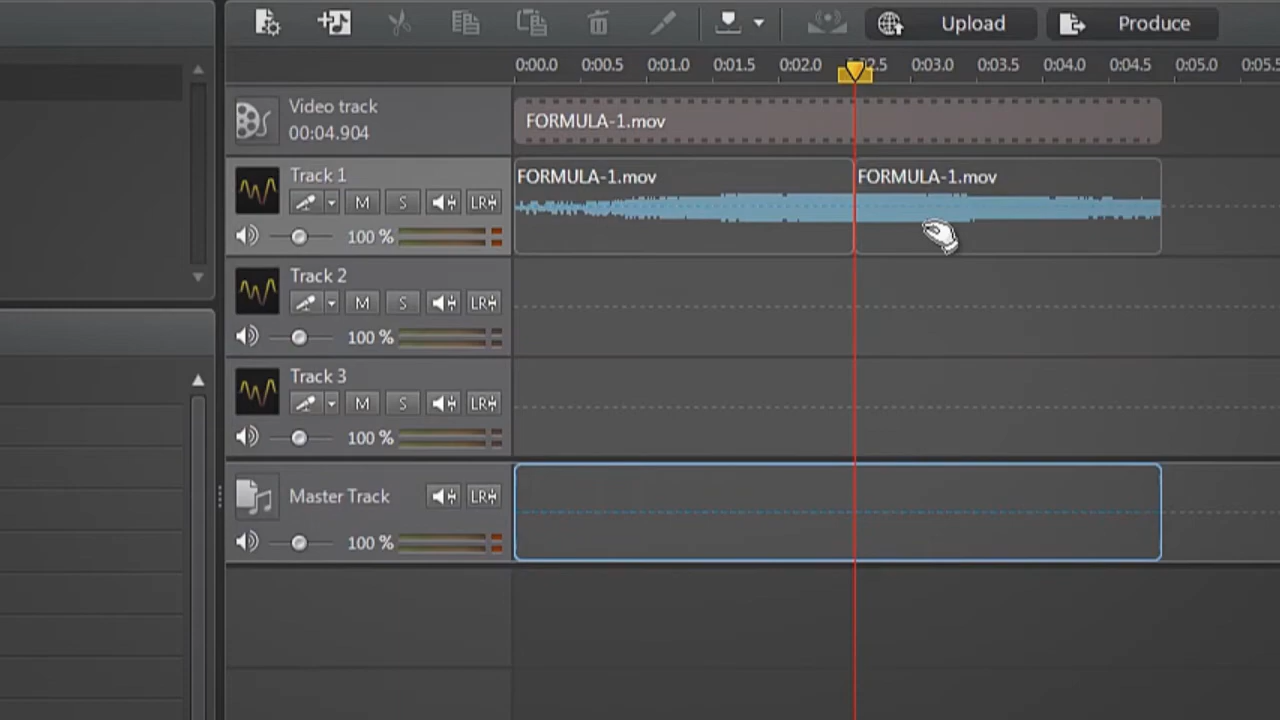 Upload
Produce
0:00.0 0:00.5 0:01.0 0:01.5 0:02.0 2.5 0:03.0 0:03.5 0:04.0 0:04.5 0:05.0 0:05.5
Video track
00:04.904
FORMULA-1.mov
Track 1
FORMULA-1.mov
FORMULA-1.mov
M S LR
100 %
Track 2
M S LR
100 %
Track 3
M S LR
100 %
Master Track
LR
100 %